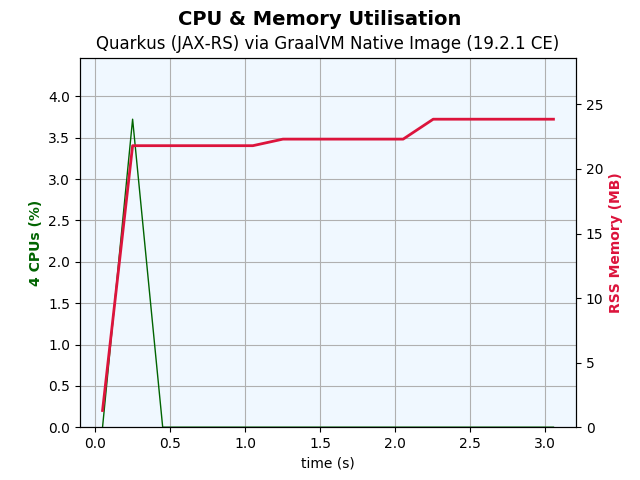 CPU & Memory Utilisation
Quarkus (JAX-RS) via GraalVM Native Image (19.2.1 CE)
4 CPUs (%)
4.0
3.5
3.0
2.5
2.0
1.5
1.0
0.5
0.0
25
20
15
10
5
0
RSS Memory (MB)
0.0 0.5 1.0 1.5 2.0 2.5 3.0
time (s)